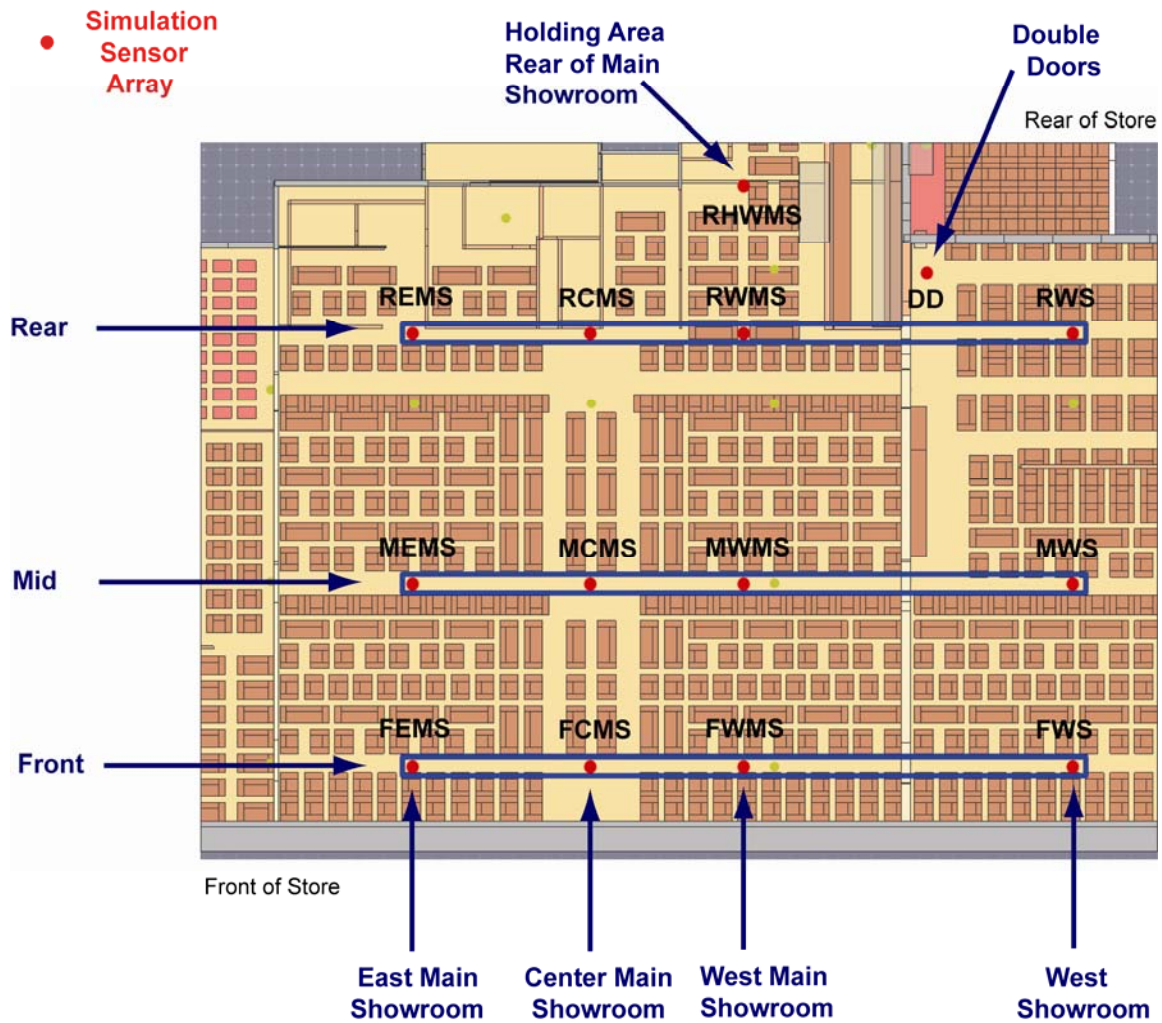 Simulation
Sensor
Array
Holding Area
Rear of Main
Showroom
Double
Doors
Rear of Store
RHWMS
REMS
RCMS
RWMS
DD
RWS
Rear
MEMS
MCMS
MWMS
MWS
Mid
FEMS
FCMS
FWMS
FWS
Front
Front of Store
East Main
Showroom
Center Main
Showroom
West Main
Showroom
West
Showroom